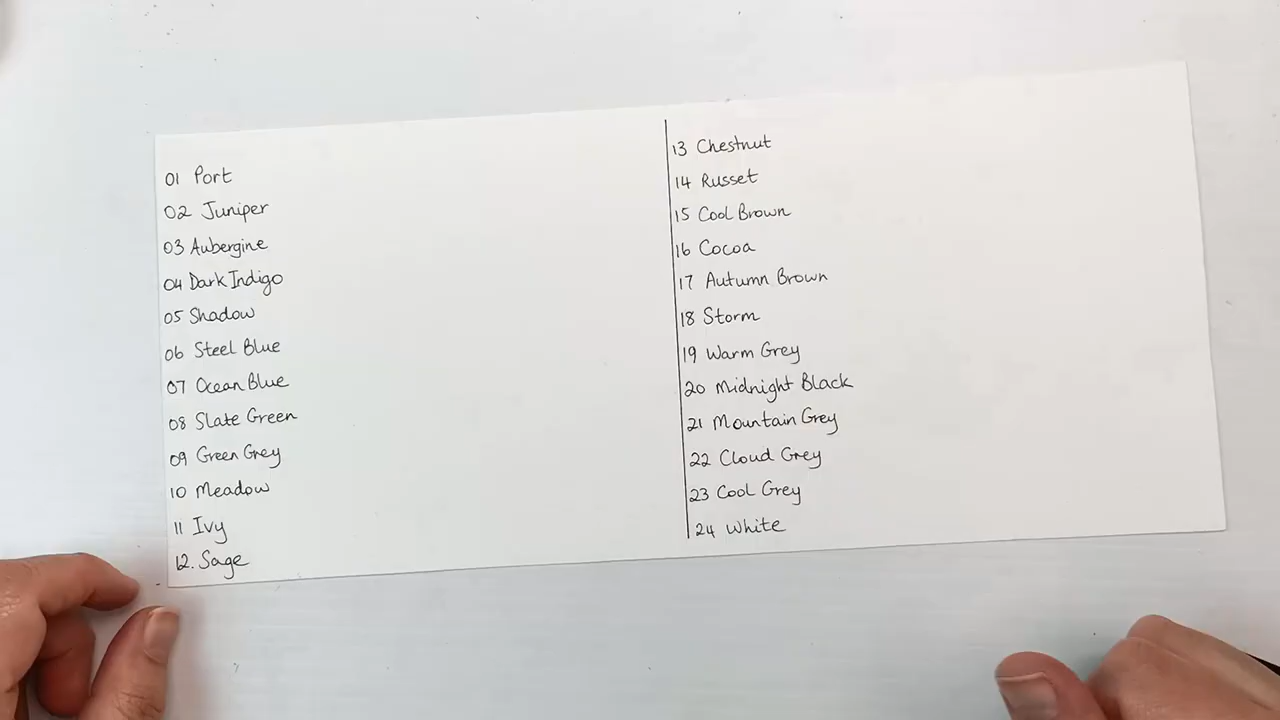 01 Port
02 Juniper
03 Aubergine
04 Dark Indigo
05 Shadow
06 Steel Blue
07 Ocean Blue
08 Slate Green
09 Green Grey
10 Meadow
11 Ivy
12. Sage
13 Chestnut
14 Russet
15 Cool Brown
16 Cocoa
17 Autumn Brown
18 Storm
19 Warm Grey
20 Midnight Black
21 Mountain Grey
22 Cloud Grey
23 Cool Grey
24 White